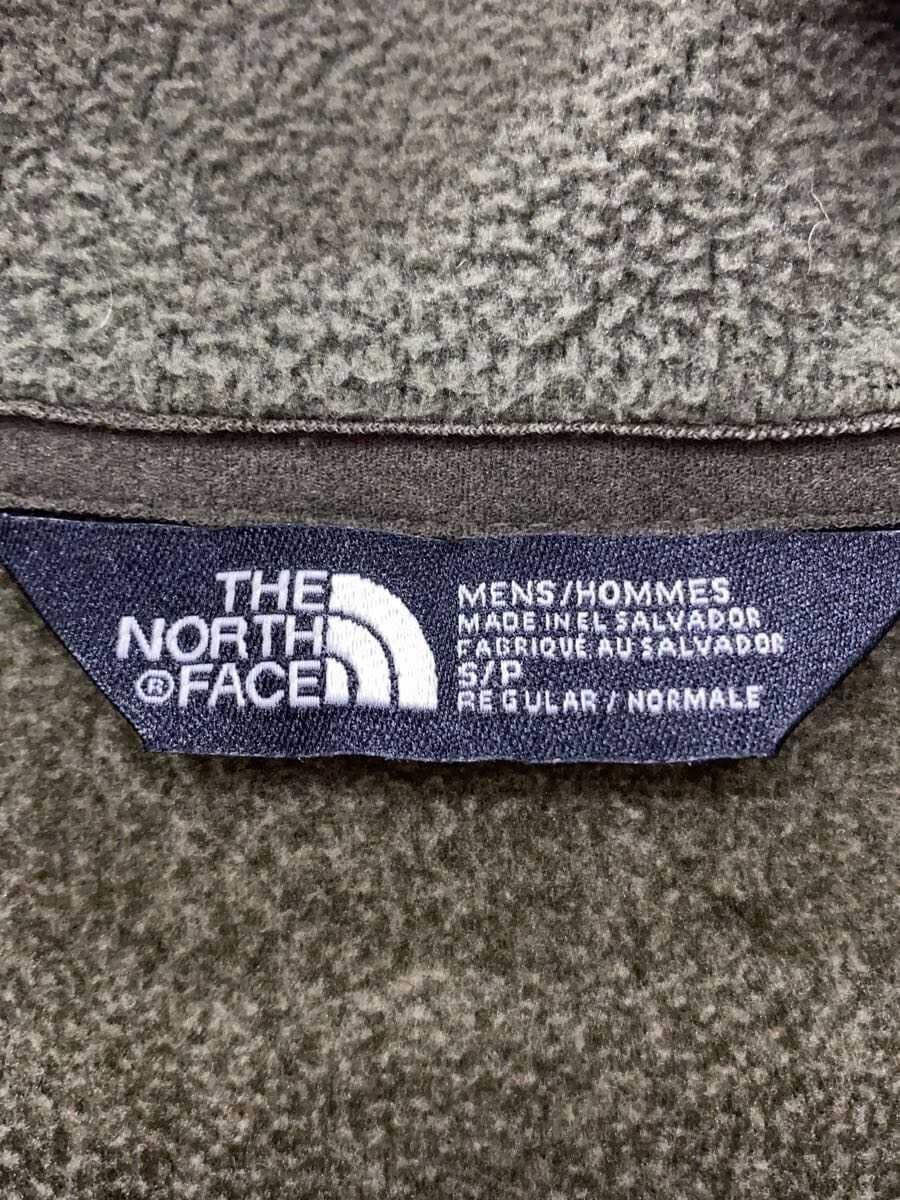 THE
NORTH
®FACE
MENS/HOMMES
MADE IN EL SALVADOR
FABRIQUÉ AU SALVADOR
S/P
REGULAR / NORMALE